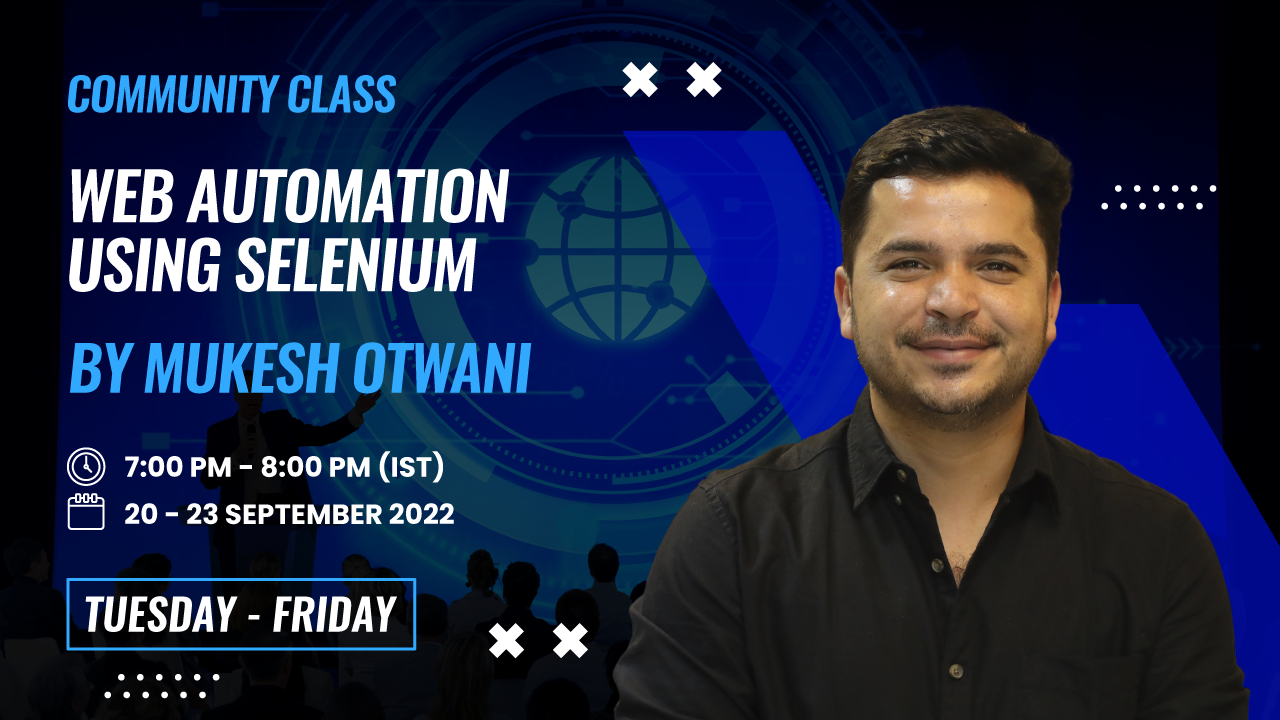 COMMUNITY CLASS
WEB AUTOMATION
USING SELENIUM
BY MUKESH OTWANI
7:00 PM – 8:00 PM (IST)
20 – 23 SEPTEMBER 2022
TUESDAY - FRIDAY